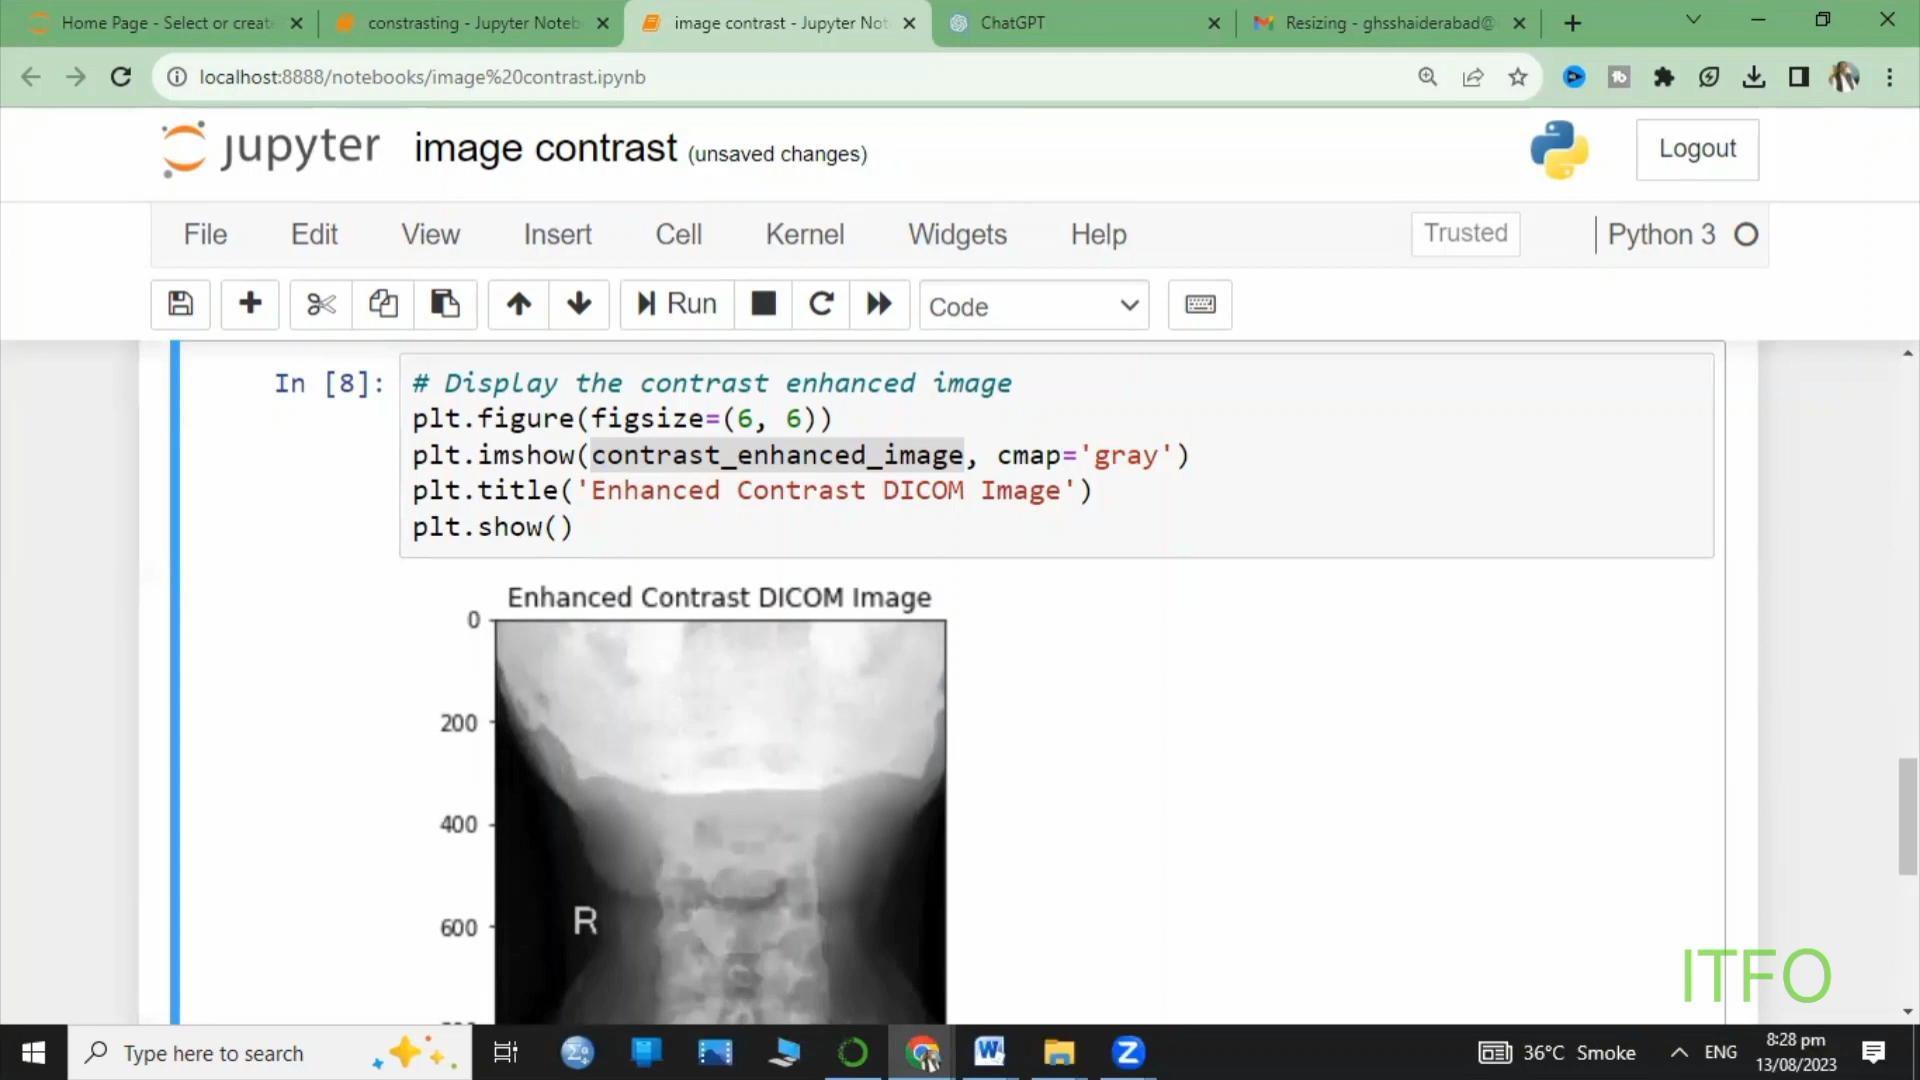 Home Page - Select or create
constrasting - Jupyter Noteb
image contrast - Jupyter Not
ChatGPT
Resizing - ghsshaiderabad@
localhost:8888/notebooks/image%20contrast.ipynb
jupyter image contrast (unsaved changes)
Logout
File Edit View Insert Cell Kernel Widgets Help
Trusted
Python 3
Run
Code
In [8]:
# Display the contrast enhanced image
plt.figure(figsize=(6, 6))
plt.imshow(contrast_enhanced_image, cmap='gray')
plt.title('Enhanced Contrast DICOM Image')
plt.show()
Enhanced Contrast DICOM Image
0
200
400
600
R
ITFO
Type here to search
36°C Smoke
ENG
8:28 pm
13/08/2023